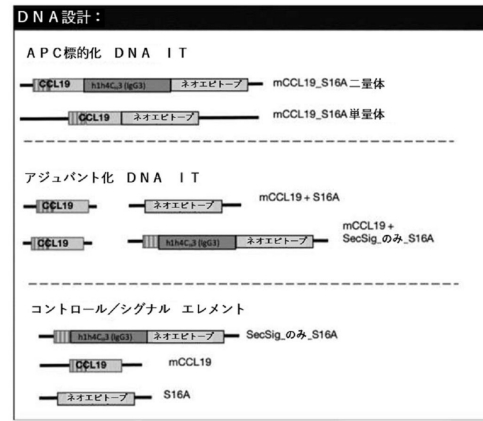 DNA設計：
APC標的化 DNA IT
CCL19 h1h4CH3 (IgG3) ネオエピトープ mCCL19_S16A二量体
CCL19 ネオエピトープ mCCL19_S16A単量体
アジュバント化 DNA IT
CCL19 ネオエピトープ mCCL19 + S16A
CCL19 h1h4CH3 (IgG3) ネオエピトープ mCCL19 +
SecSig_のみ_S16A
コントロール／シグナル エレメント
h1h4CH3 (IgG3) ネオエピトープ SecSig_のみ_S16A
CCL19 mCCL19
ネオエピトープ S16A